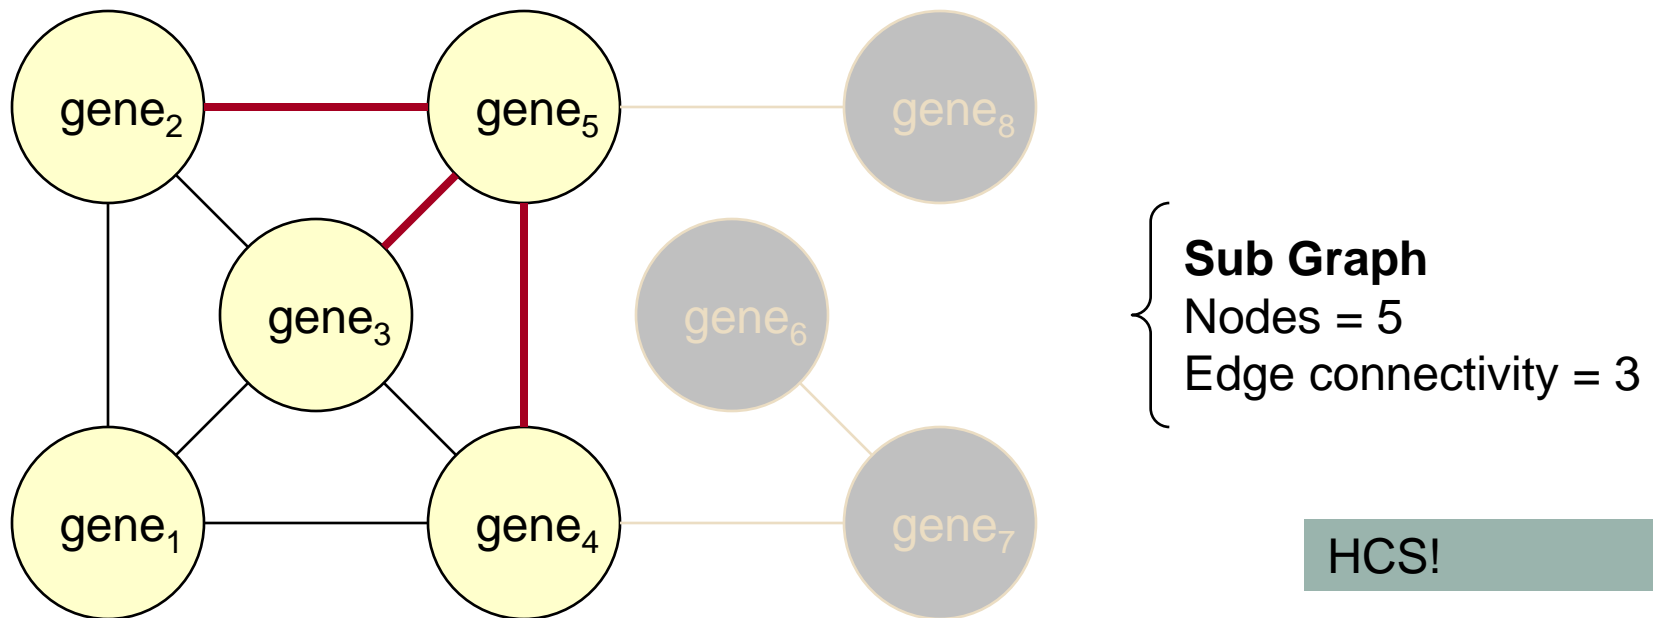 gene₂
gene₅
gene₈
gene₃
gene₆
gene₁
gene₄
gene₇
Sub Graph
Nodes = 5
Edge connectivity = 3
HCS!